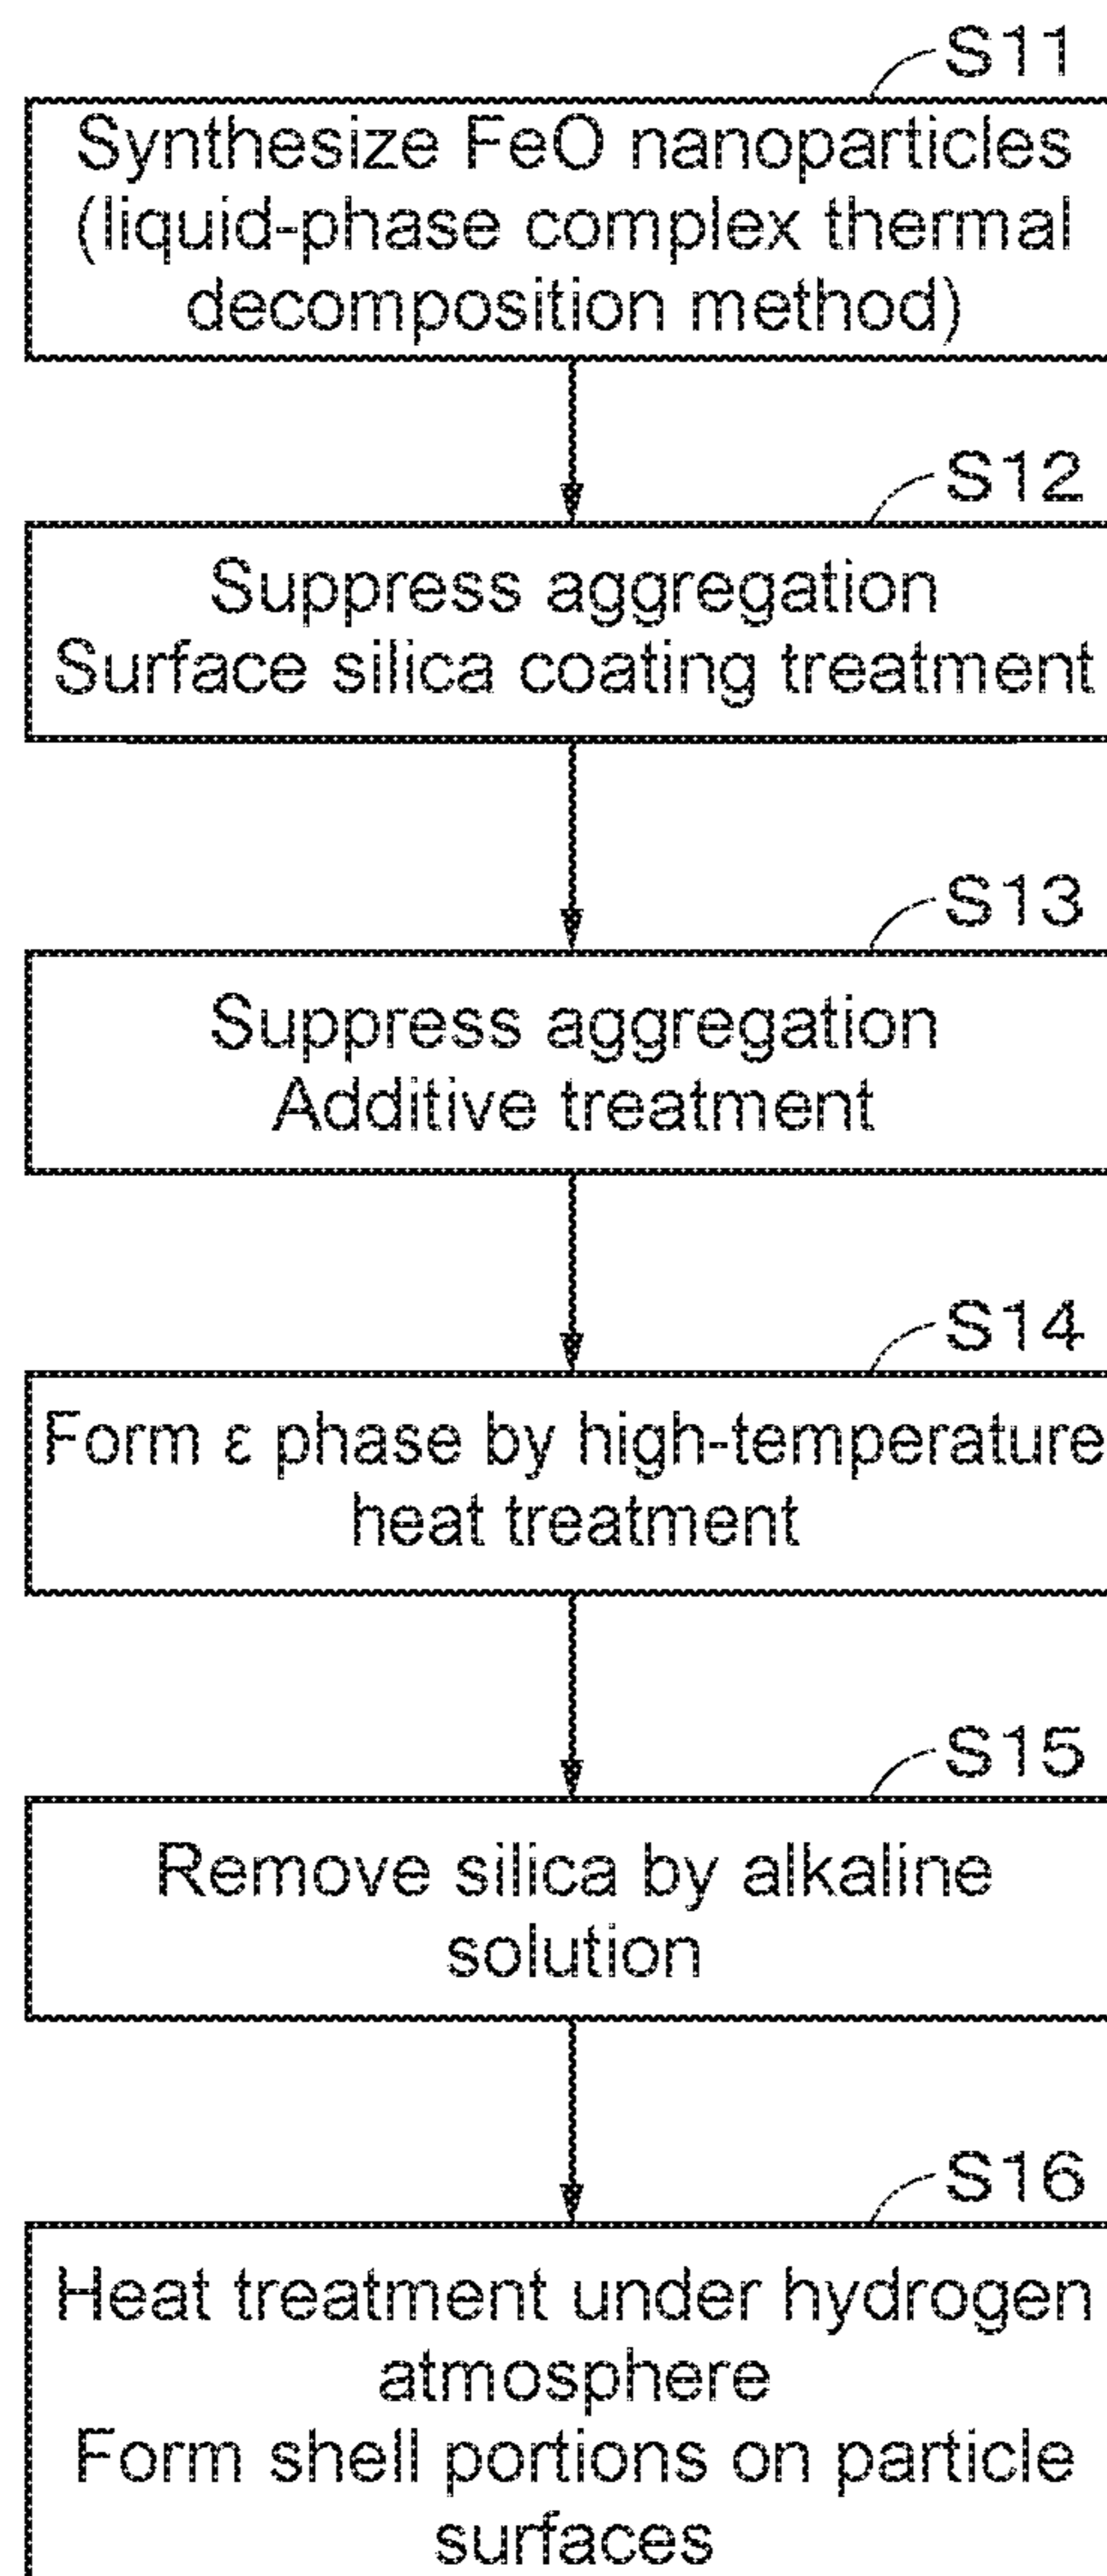 S11
Synthesize FeO nanoparticles
(liquid-phase complex thermal
decomposition method)
S12
Suppress aggregation
Surface silica coating treatment
S13
Suppress aggregation
Additive treatment
S14
Form ε phase by high-temperature
heat treatment
S15
Remove silica by alkaline
solution
S16
Heat treatment under hydrogen
atmosphere
Form shell portions on particle
surfaces